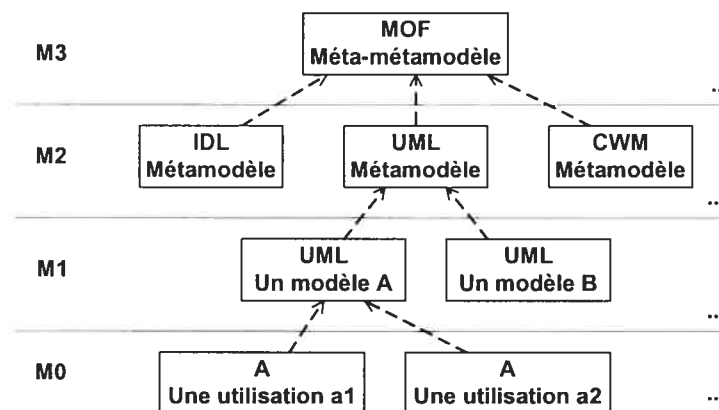 M3
MOF
Méta-métamodèle
..
M2
IDL
Métamodèle
UML
Métamodèle
CWM
Métamodèle
..
M1
UML
Un modèle A
UML
Un modèle B
..
M0
A
Une utilisation a1
A
Une utilisation a2
..